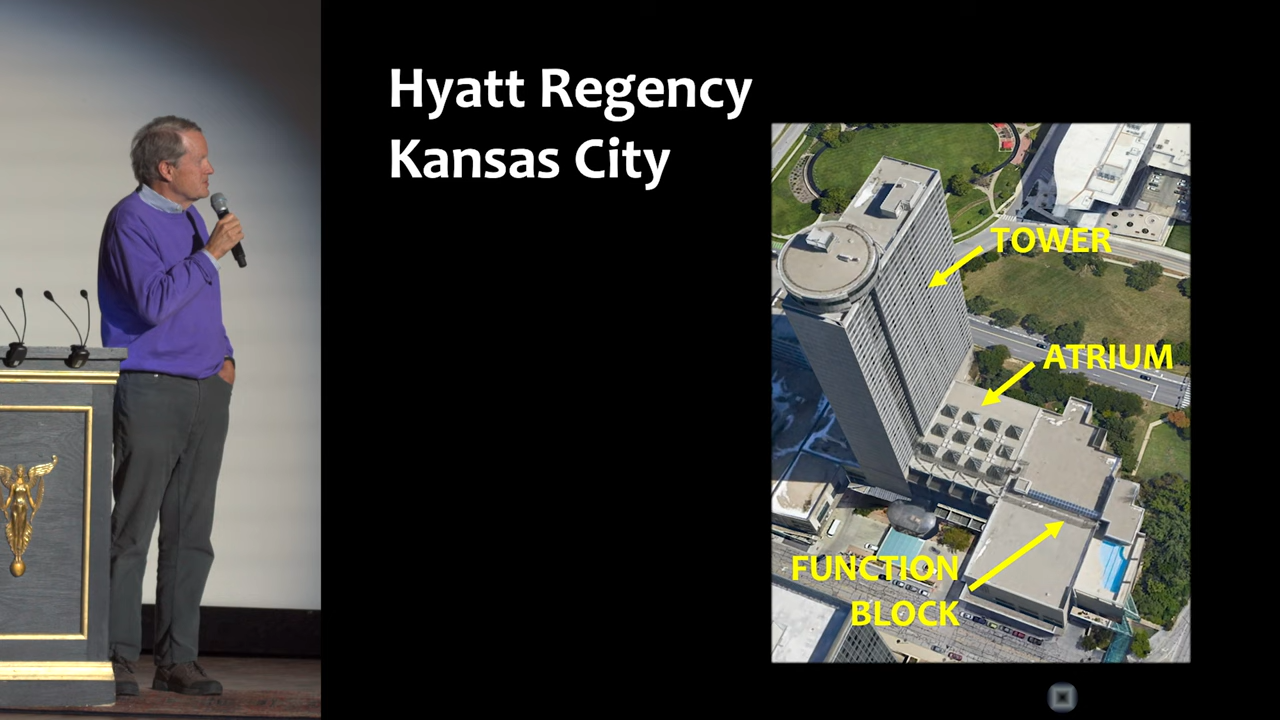 Hyatt Regency
Kansas City
TOWER
ATRIUM
FUNCTION
BLOCK